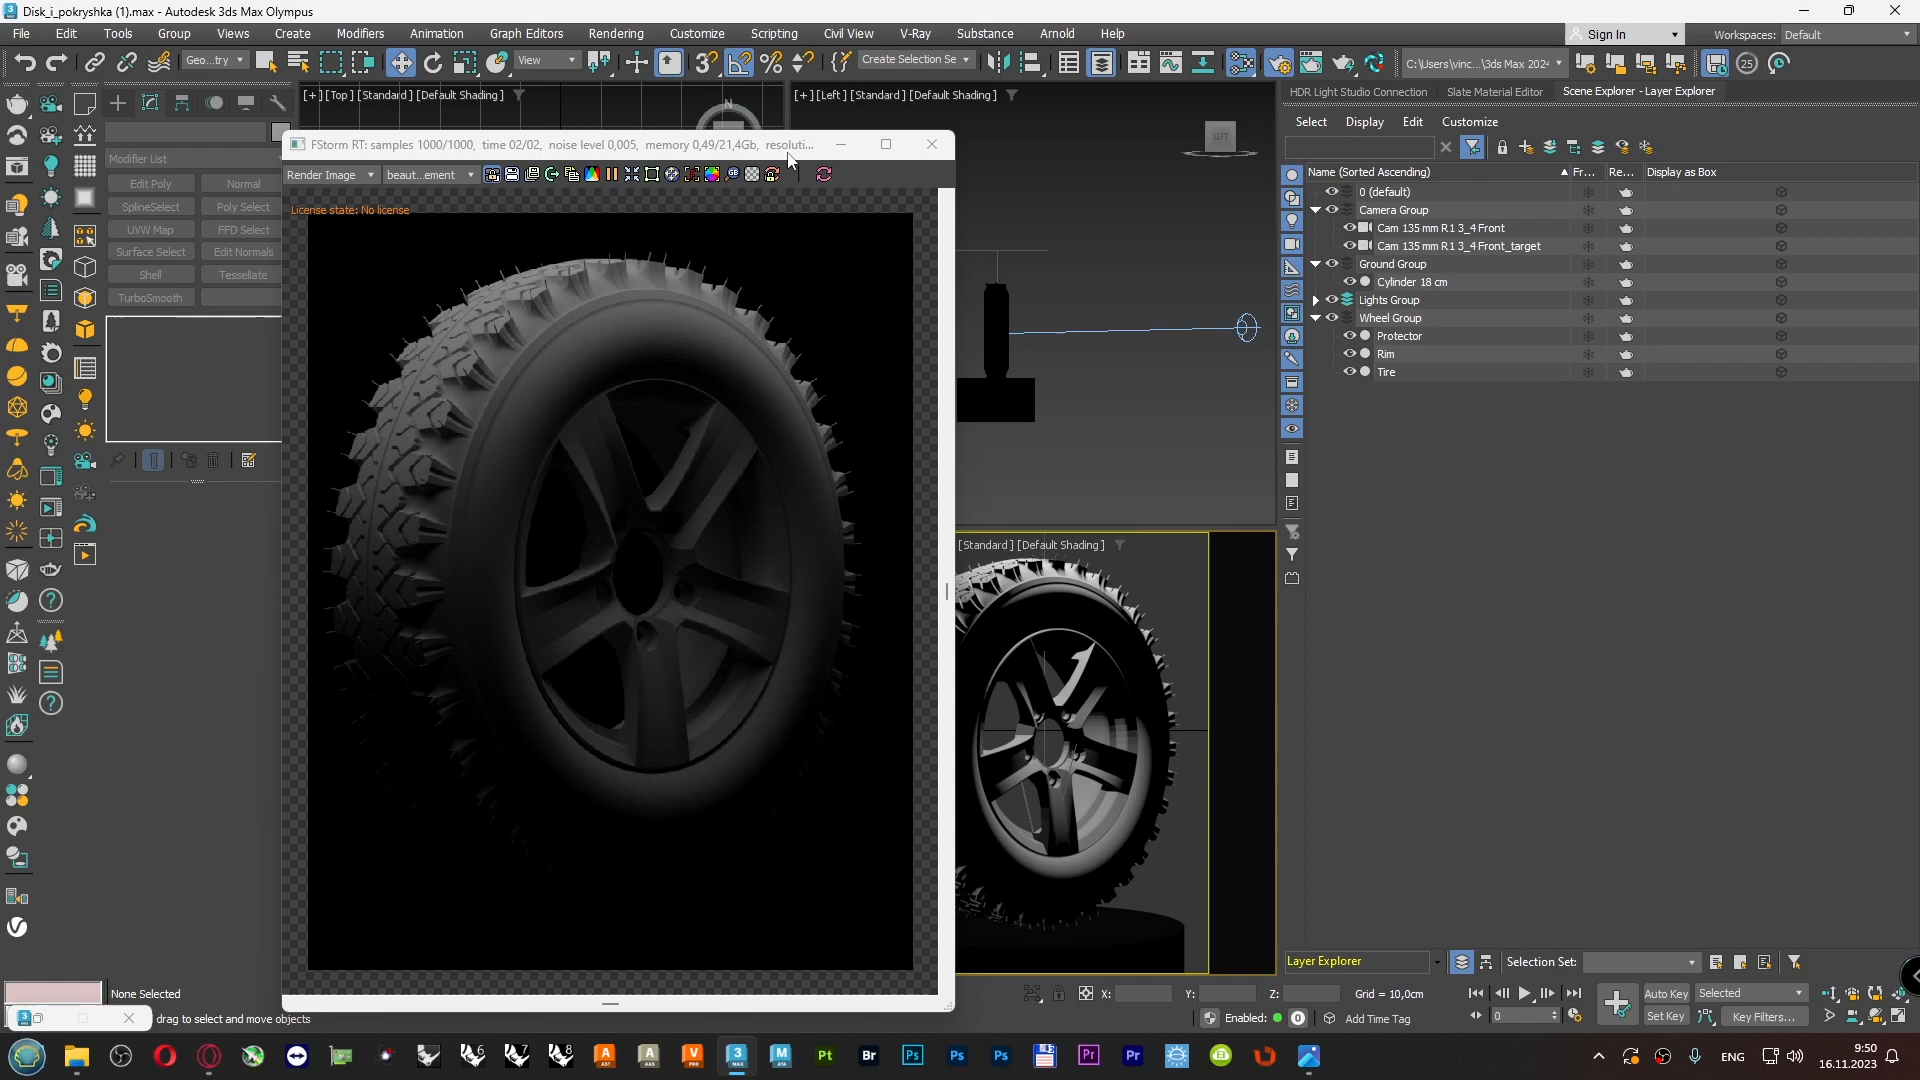 Disk_i_pokryshka (1).max - Autodesk 3ds Max Olympus
File Edit Tools Group Views Create Modifiers Animation Graph Editors Rendering Customize Scripting Civil View V-Ray Substance Arnold Help
Sign In Workspaces: Default
Geo...try View Create Selection Se C:\Users\vinc...\3ds Max 2024 25
[+] [Top] [Standard] [Default Shading]
[+] [Left] [Standard] [Default Shading]
HDR Light Studio Connection Slate Material Editor Scene Explorer - Layer Explorer
N
LEFT
Select Display Edit Customize
FStorm RT: samples 1000/1000, time 02/02, noise level 0,005, memory 0,49/21,4Gb, resoluti...
Render Image beaut...ement
License state: No license
Modifier List
Edit Poly Normal
SplineSelect Poly Select
UVW Map FFD Select
Surface Select Edit Normals
Shell Tessellate
TurboSmooth
Name (Sorted Ascending) Fr... Re... Display as Box
0 (default)
Camera Group
Cam 135 mm R1 3_4 Front
Cam 135 mm R1 3_4 Front_target
Ground Group
Cylinder 18 cm
Lights Group
Wheel Group
Protector
Rim
Tire
[Standard] [Default Shading]
Layer Explorer Selection Set:
None Selected
drag to select and move objects
X: Y: Z: Grid = 10,0cm
Enabled: 0 Add Time Tag
Auto Key Selected
0 Set Key Key Filters...
ENG
9:50
16.11.2023